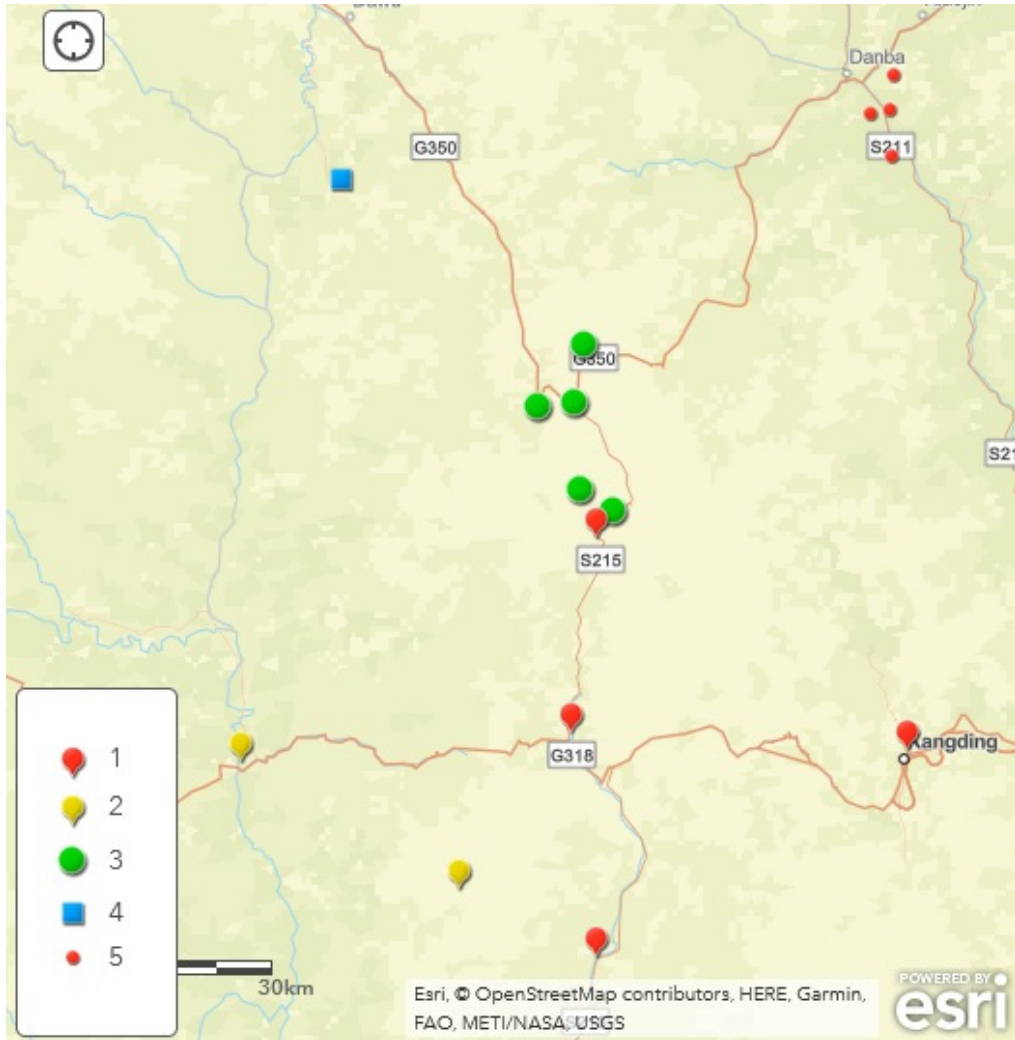 Danba
G350
S211
G350
S215
G318
Kangding
1
2
3
4
5
30km
Esri, © OpenStreetMap contributors, HERE, Garmin,
FAO, METI/NASA, USGS
POWERED BY
esri